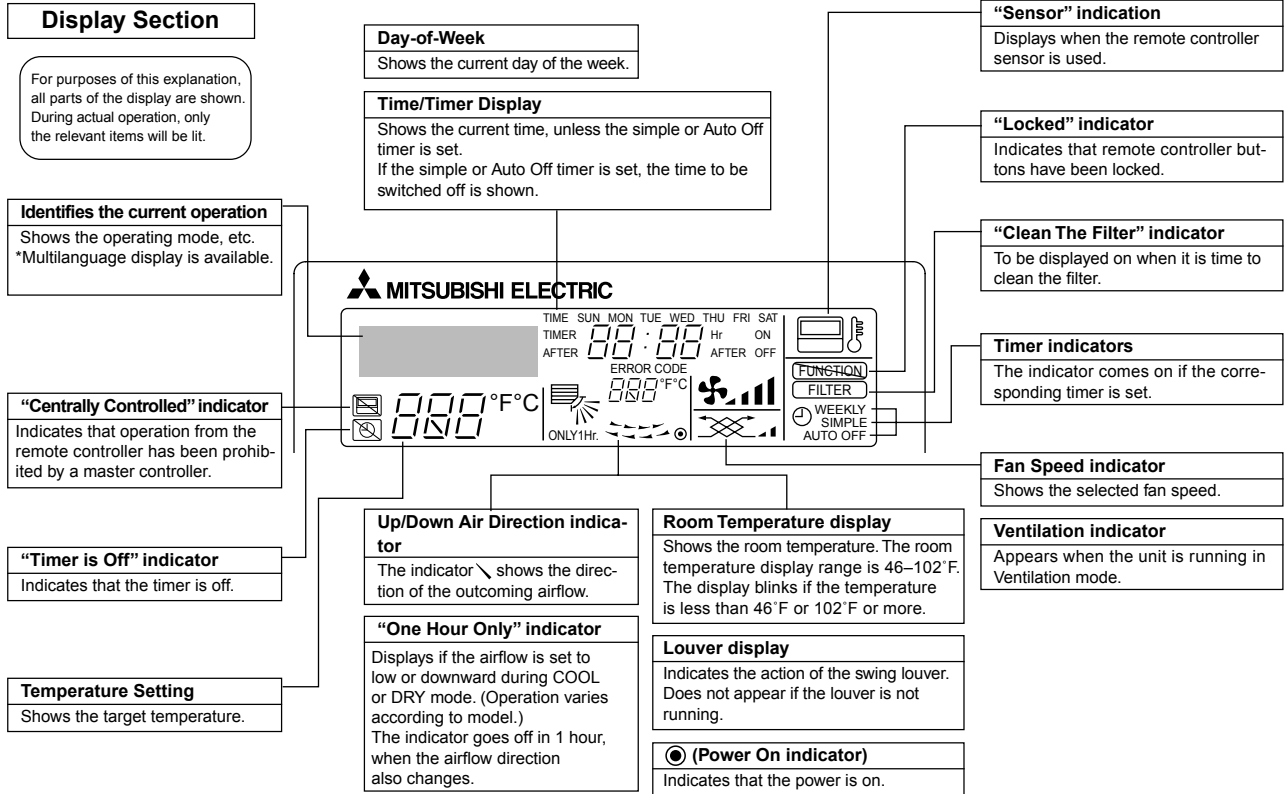 Display Section
For purposes of this explanation,
all parts of the display are shown.
During actual operation, only
the relevant items will be lit.
Identifies the current operation
Shows the operating mode, etc.
*Multilanguage display is available.
“Centrally Controlled” indicator
Indicates that operation from the
remote controller has been prohib-
ited by a master controller.
“Timer is Off” indicator
Indicates that the timer is off.
Temperature Setting
Shows the target temperature.
Day-of-Week
Shows the current day of the week.
Time/Timer Display
Shows the current time, unless the simple or Auto Off
timer is set.
If the simple or Auto Off timer is set, the time to be
switched off is shown.
MITSUBISHI ELECTRIC
TIME SUN MON TUE WED THU FRI SAT
TIMER 88:88 Hr ON
AFTER AFTER OFF
ERROR CODE
888 °F°C
888 °F°C
ONLY1Hr.
FUNCTION
FILTER
WEEKLY
SIMPLE
AUTO OFF
Up/Down Air Direction indica-
tor
The indicator shows the direc-
tion of the outcoming airflow.
“One Hour Only” indicator
Displays if the airflow is set to
low or downward during COOL
or DRY mode. (Operation varies
according to model.)
The indicator goes off in 1 hour,
when the airflow direction
also changes.
Room Temperature display
Shows the room temperature. The room
temperature display range is 46–102˚F.
The display blinks if the temperature
is less than 46˚F or 102˚F or more.
Louver display
Indicates the action of the swing louver.
Does not appear if the louver is not
running.
(Power On indicator)
Indicates that the power is on.
“Sensor” indication
Displays when the remote controller
sensor is used.
“Locked” indicator
Indicates that remote controller but-
tons have been locked.
“Clean The Filter” indicator
To be displayed on when it is time to
clean the filter.
Timer indicators
The indicator comes on if the corre-
sponding timer is set.
Fan Speed indicator
Shows the selected fan speed.
Ventilation indicator
Appears when the unit is running in
Ventilation mode.